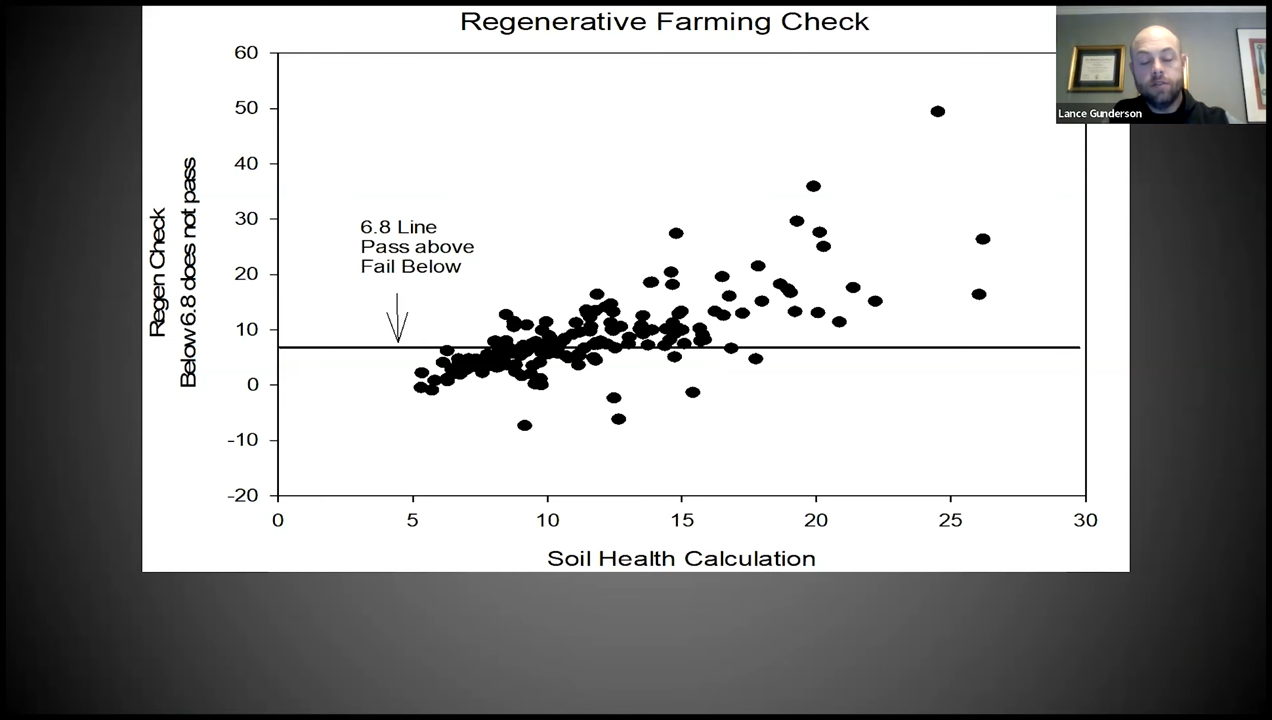 Regenerative Farming Check
Lance Gunderson
60
50
40
30
20
10
0
-10
-20
Regen Check
Below 6.8 does not pass
6.8 Line
Pass above
Fail Below
0 5 10 15 20 25 30
Soil Health Calculation